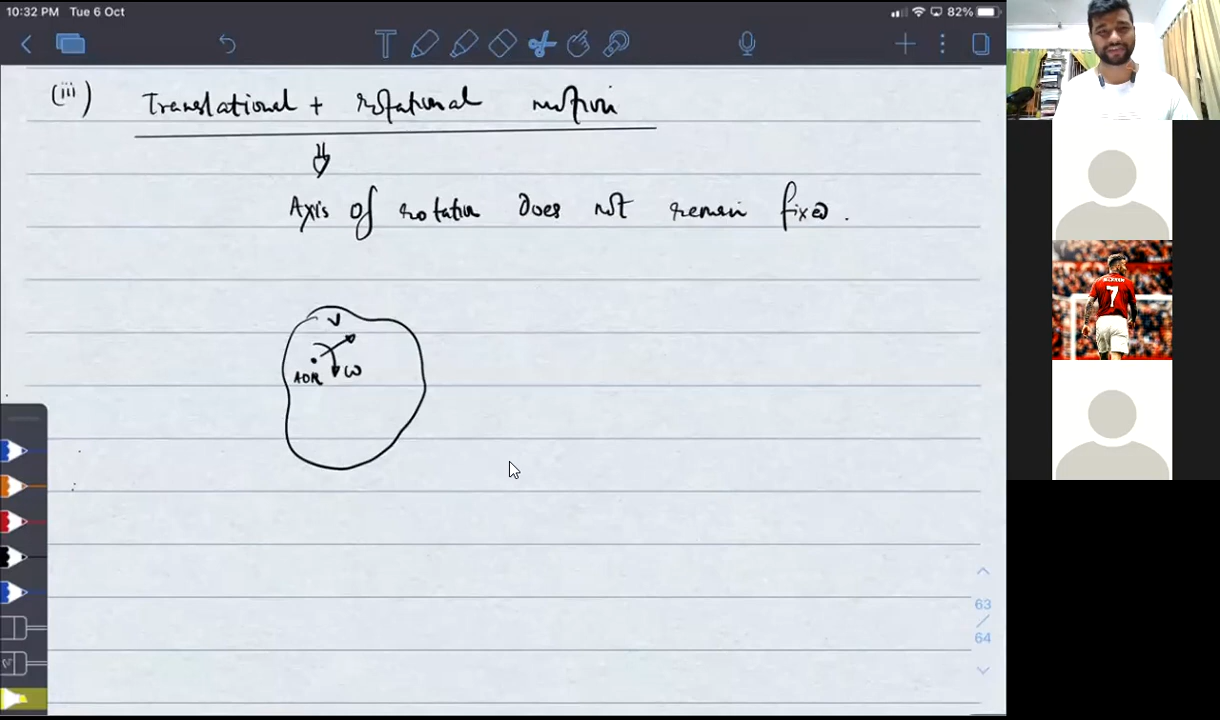 10:32 PM Tue 6 Oct
82%
(iii) Translational + rotational motion
Axis of rotation does not remain fixed.
V
AOR ω
7
63
/
64